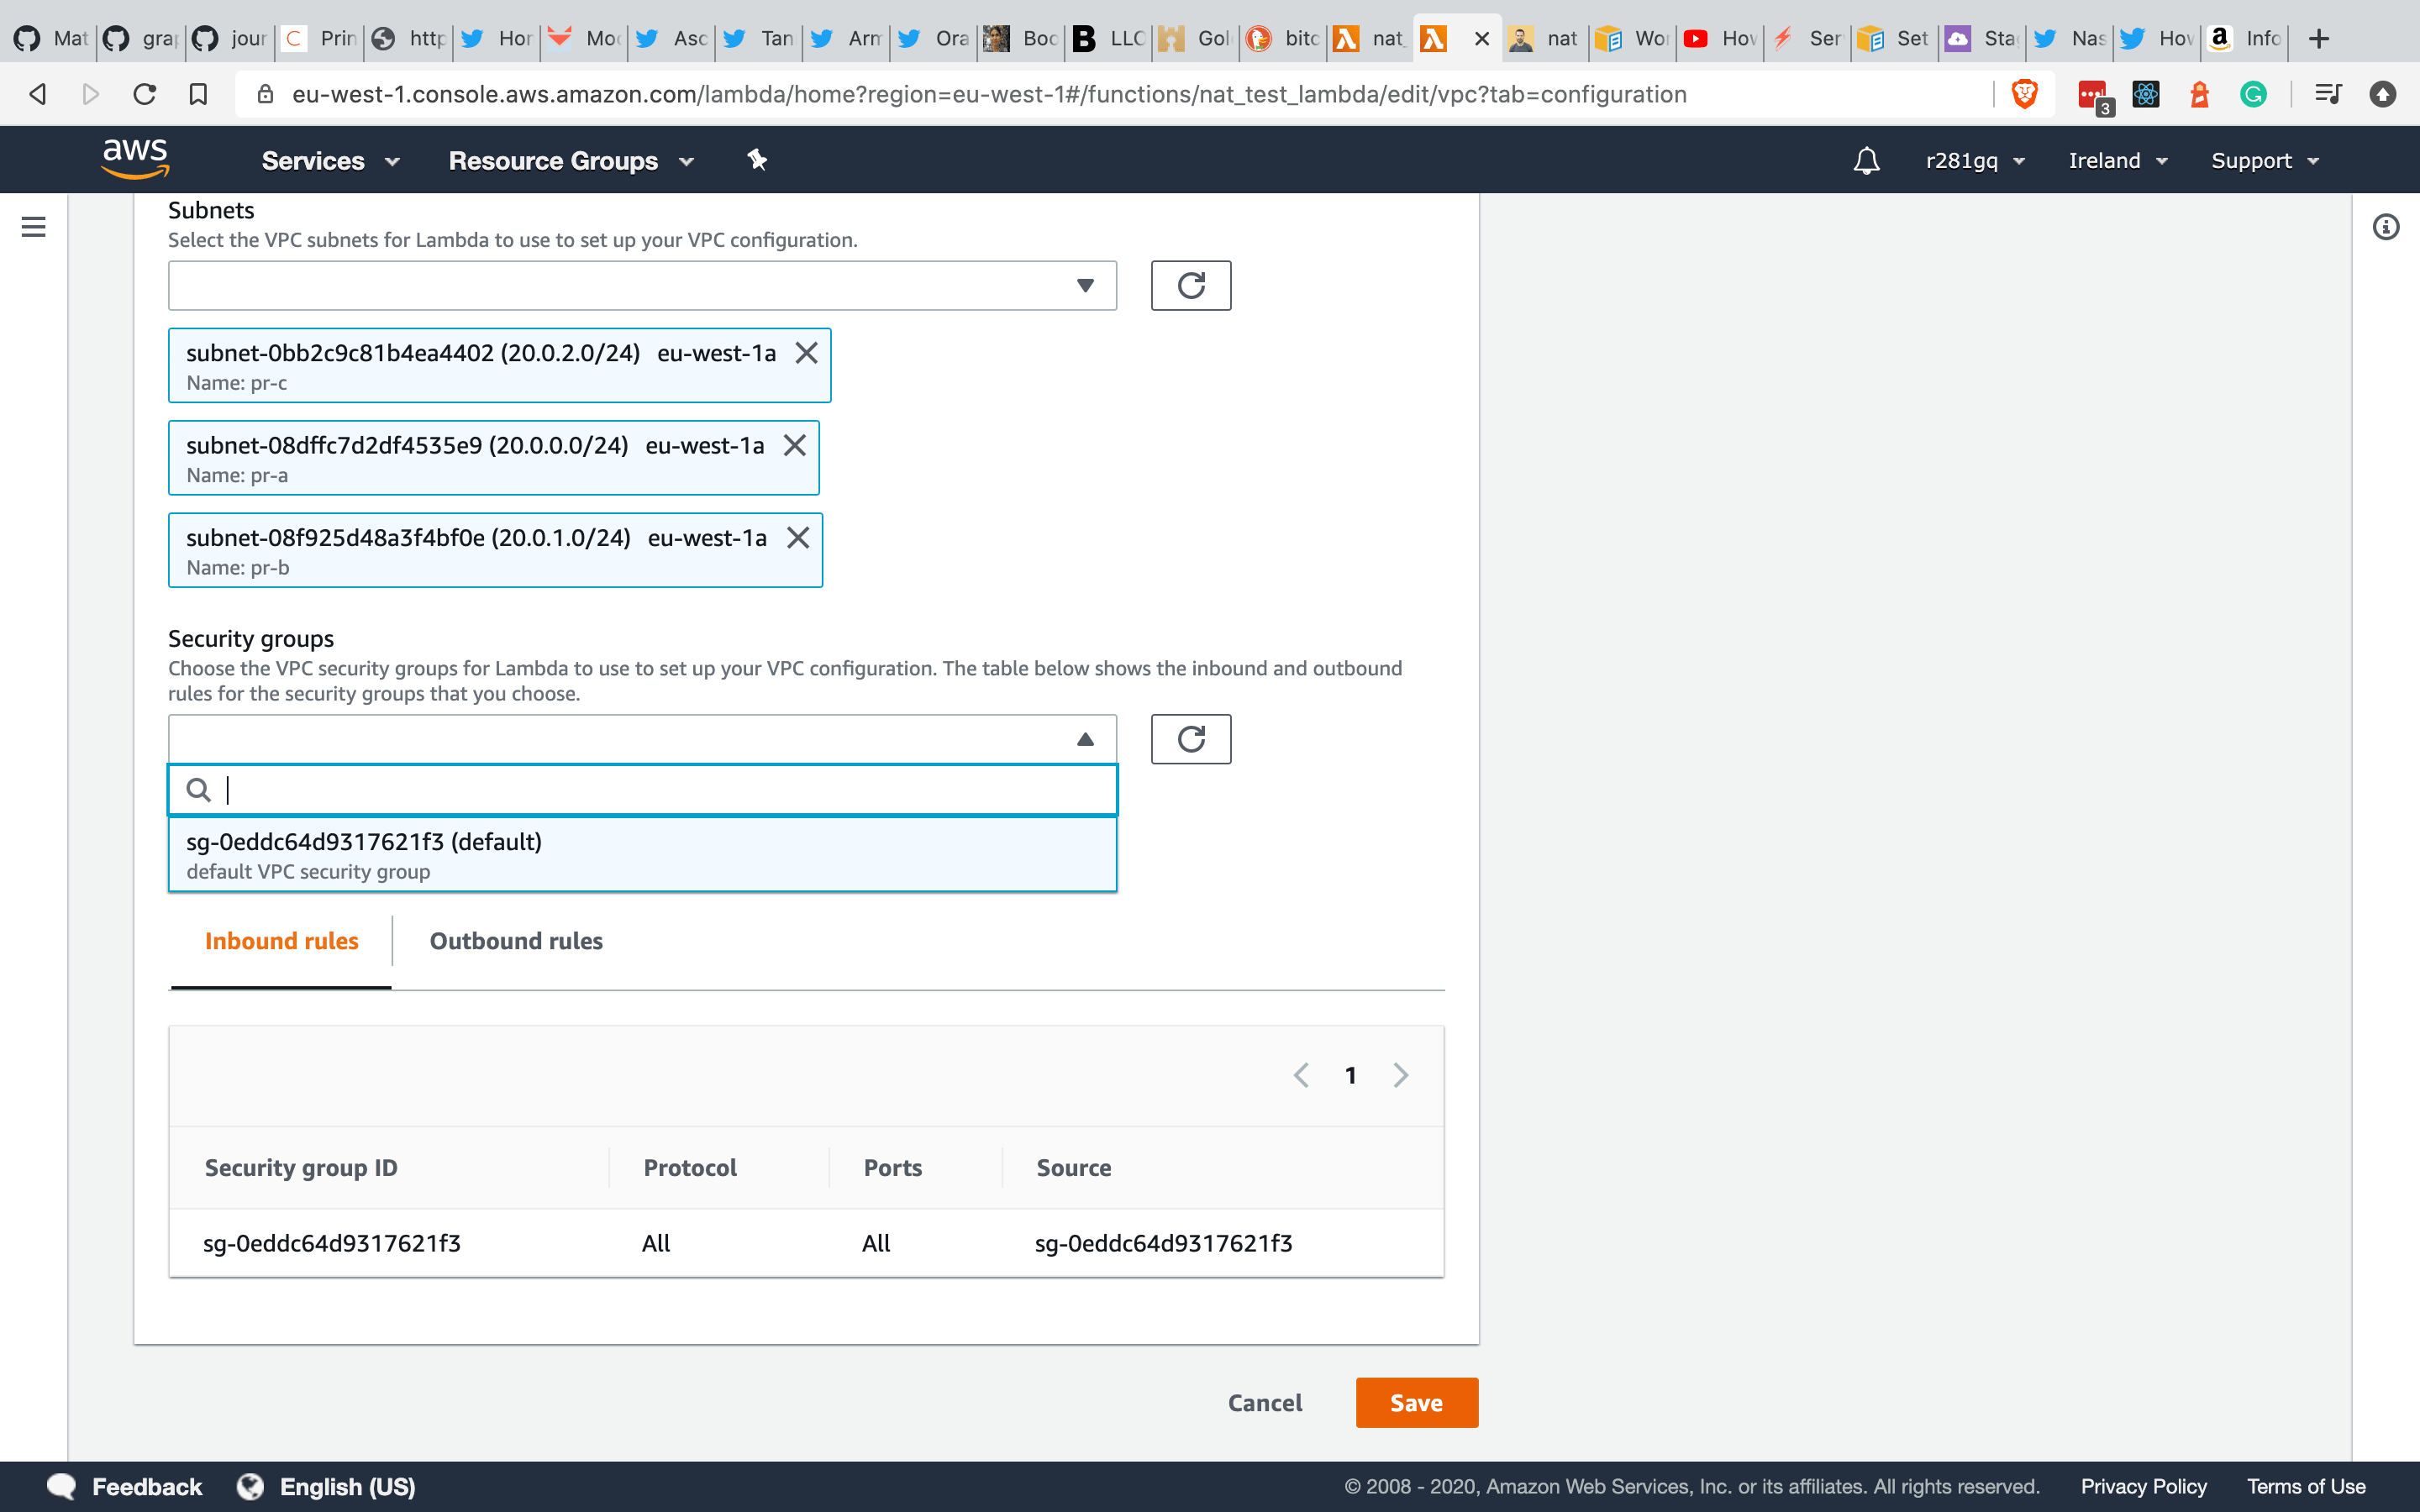 Mat
gra
jour
C
Prin
http
Hor
Moc
Asc
Tan
Arm
Ora
Boo
B
LLC
Gol
bitc
nat_
nat
Wor
How
Ser
Set
Sta
Nas
How
a
Info
eu-west-1.console.aws.amazon.com/lambda/home?region=eu-west-1#/functions/nat_test_lambda/edit/vpc?tab=configuration
3
aws
Services
Resource Groups
r281gq
Ireland
Support
Subnets
Select the VPC subnets for Lambda to use to set up your VPC configuration.
subnet-0bb2c9c81b4ea4402 (20.0.2.0/24) eu-west-1a
Name: pr-c
subnet-08dffc7d2df4535e9 (20.0.0.0/24) eu-west-1a
Name: pr-a
subnet-08f925d48a3f4bf0e (20.0.1.0/24) eu-west-1a
Name: pr-b
Security groups
Choose the VPC security groups for Lambda to use to set up your VPC configuration. The table below shows the inbound and outbound
rules for the security groups that you choose.
sg-0eddc64d9317621f3 (default)
default VPC security group
Inbound rules
Outbound rules
1
Security group ID
Protocol
Ports
Source
sg-0eddc64d9317621f3
All
All
sg-0eddc64d9317621f3
Cancel
Save
Feedback
English (US)
© 2008 - 2020, Amazon Web Services, Inc. or its affiliates. All rights reserved.
Privacy Policy
Terms of Use